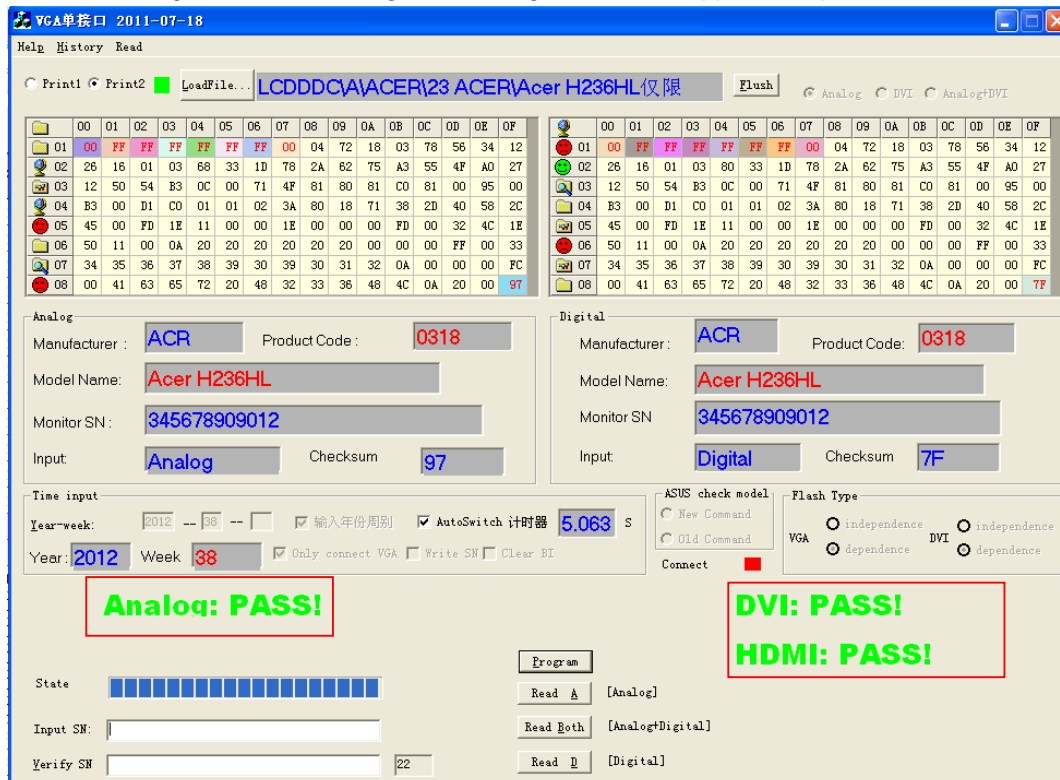 VGA单接口 2011-07-18
Help History Read
Print1 Print2 LoadFile... LCDDDC\A\ACER\23 ACER\Acer H236HL仅限 Flush Analog DVI Analog+DVI
00 01 02 03 04 05 06 07 08 09 0A 0B 0C 0D 0E 0F
01 00 FF FF FF FF FF FF 00 04 72 18 03 78 56 34 12
02 26 16 01 03 68 33 1D 78 2A 62 75 A3 55 4F A0 27
03 12 50 54 B3 0C 00 71 4F 81 80 81 C0 81 00 95 00
04 B3 00 D1 C0 01 01 02 3A 80 18 71 38 2D 40 58 2C
05 45 00 FD 1E 11 00 00 1E 00 00 00 FD 00 32 4C 1E
06 50 11 00 0A 20 20 20 20 20 20 00 00 00 FF 00 33
07 34 35 36 37 38 39 30 39 30 31 32 0A 00 00 00 FC
08 00 41 63 65 72 20 48 32 33 36 48 4C 0A 20 00 97
00 01 02 03 04 05 06 07 08 09 0A 0B 0C 0D 0E 0F
01 00 FF FF FF FF FF FF 00 04 72 18 03 78 56 34 12
02 26 16 01 03 80 33 1D 78 2A 62 75 A3 55 4F A0 27
03 12 50 54 B3 0C 00 71 4F 81 80 81 C0 81 00 95 00
04 B3 00 D1 C0 01 01 02 3A 80 18 71 38 2D 40 58 2C
05 45 00 FD 1E 11 00 00 1E 00 00 00 FD 00 32 4C 1E
06 50 11 00 0A 20 20 20 20 20 20 00 00 00 FF 00 33
07 34 35 36 37 38 39 30 39 30 31 32 0A 00 00 00 FC
08 00 41 63 65 72 20 48 32 33 36 48 4C 0A 20 00 7F
Analog
Manufacturer : ACR Product Code : 0318
Model Name: Acer H236HL
Monitor SN : 345678909012
Input: Analog Checksum 97
Digital
Manufacturer : ACR Product Code: 0318
Model Name: Acer H236HL
Monitor SN 345678909012
Input: Digital Checksum 7F
Time input
Year-week: 2012 -- 38 -- 输入年份周别 AutoSwitch 计时器 5.063 S
Year: 2012 Week 38 Only connect VGA Write SN Clear BI
ASUS check model
New Command
Old Command
Connect
Flash Type
VGA independence dependence
DVI independence dependence
Analog: PASS!
DVI: PASS!
HDMI: PASS!
Program
State
Read A [Analog]
Input SN: Read Both [Analog+Digital]
Verify SN 22 Read D [Digital]